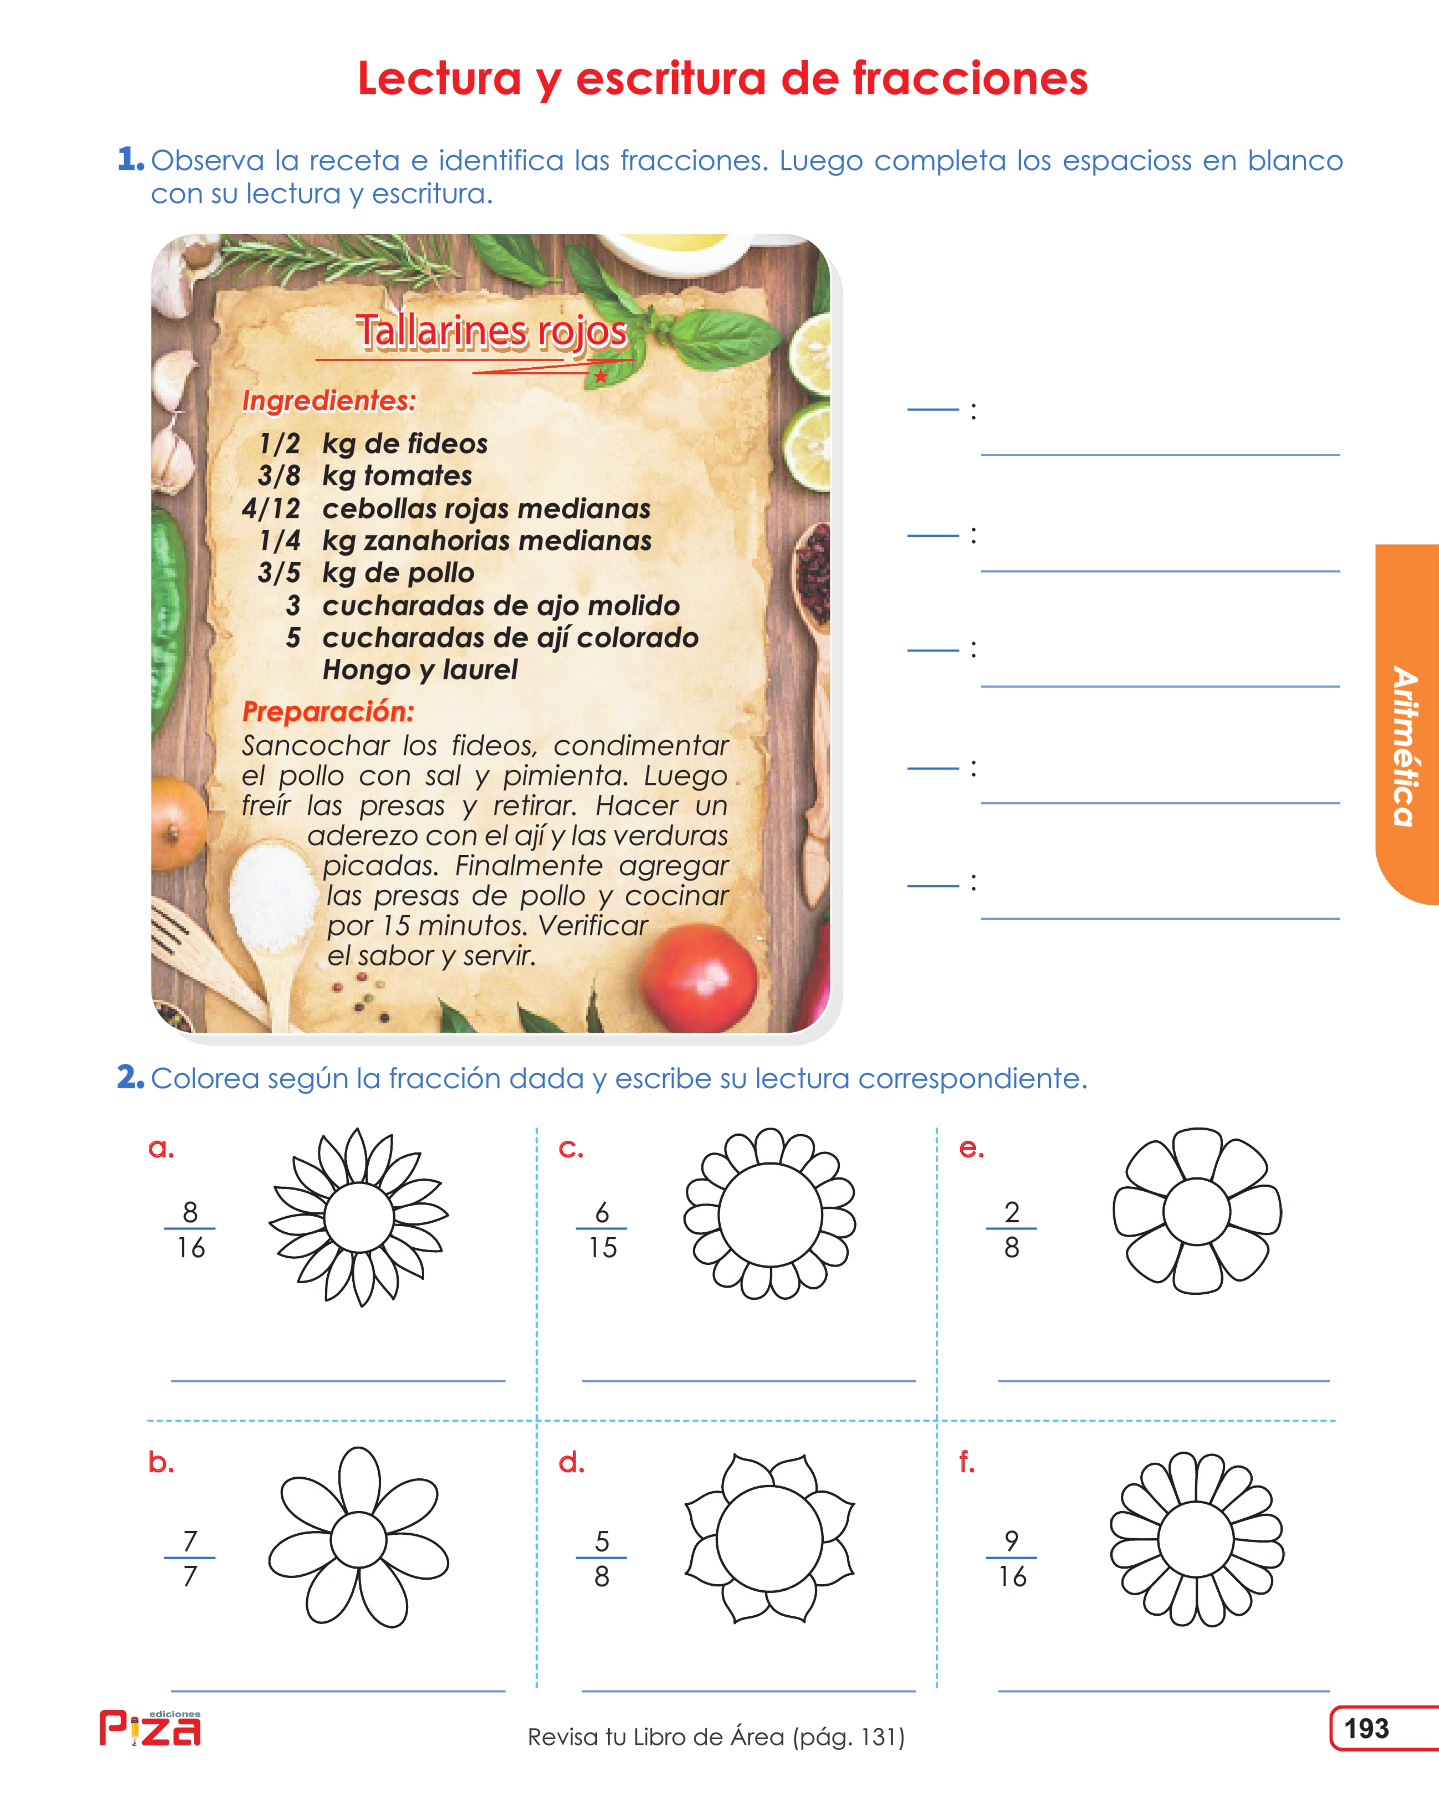 Lectura y escritura de fracciones
1. Observa la receta e identifica las fracciones. Luego completa los espacioss en blanco
con su lectura y escritura.
Tallarines rojos
Ingredientes:
1/2 kg de fideos
3/8 kg tomates
4/12 cebollas rojas medianas
1/4 kg zanahorias medianas
3/5 kg de pollo
3 cucharadas de ajo molido
5 cucharadas de ají colorado
Hongo y laurel
Preparación:
Sancochar los fideos, condimentar
el pollo con sal y pimienta. Luego
freír las presas y retirar. Hacer un
aderezo con el ají y las verduras
picadas. Finalmente agregar
las presas de pollo y cocinar
por 15 minutos. Verificar
el sabor y servir.
:
:
:
:
:
Aritmética
2. Colorea según la fracción dada y escribe su lectura correspondiente.
a.
8
16
c.
6
15
e.
2
8
b.
7
7
d.
5
8
f.
9
16
ediciones
Piza
Revisa tu Libro de Área (pág. 131)
193